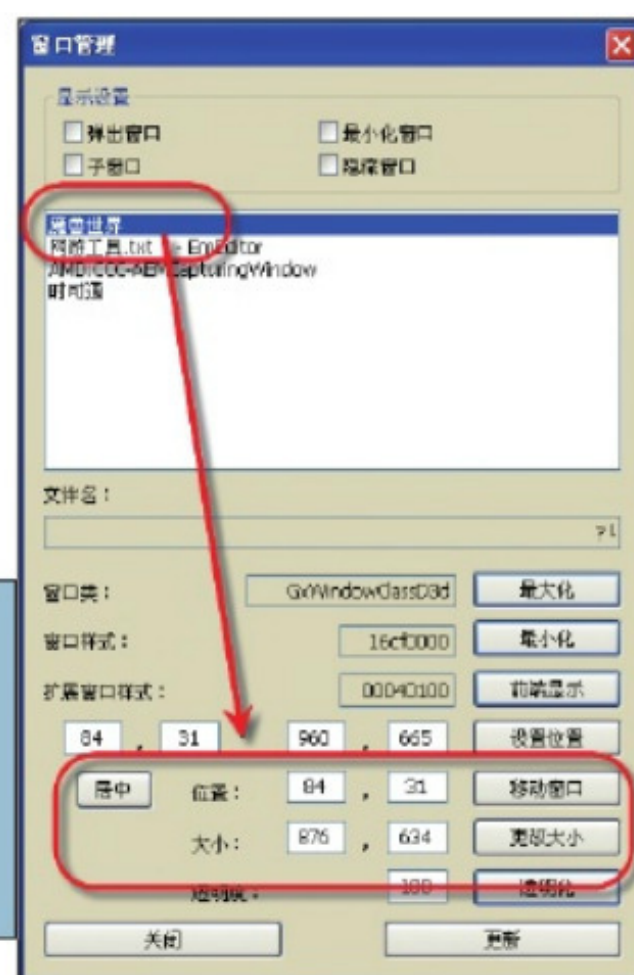 窗口管理
显示设置
弹出窗口 最小化窗口
子窗口 隐藏窗口
魔兽世界
网游工具.txt - EmEditor
AMD:CCC-AEMCapturingWindow
时间通
文件名:
窗口类: GxWindowClassD3d 最大化
窗口样式: 16cf0000 最小化
扩展窗口样式: 00040100 前端显示
84 , 31 - 960 , 665 设置位置
居中 位置: 84 , 31 移动窗口
大小: 876 , 634 更改大小
透明度: 100 透明化
关闭 更新